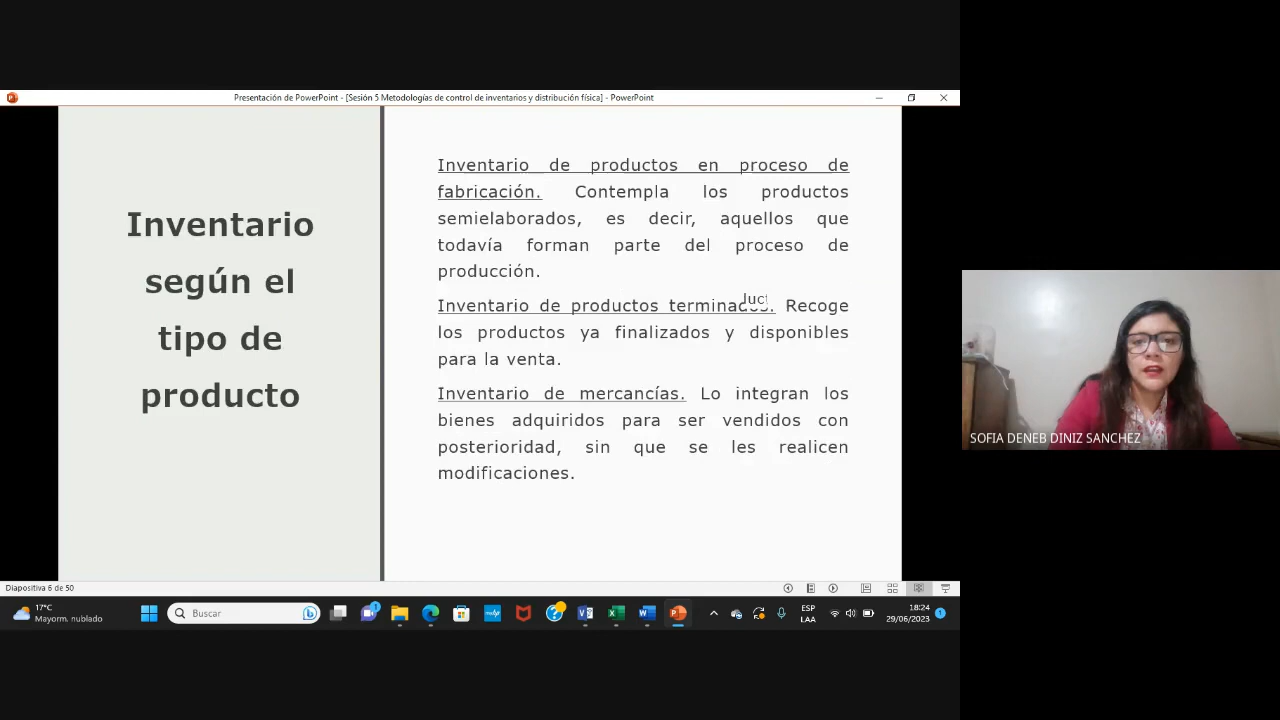 Presentación de PowerPoint - [Sesión 5 Metodologías de control de inventarios y distribución física] - PowerPoint
Inventario
según el
tipo de
producto
Inventario de productos en proceso de
fabricación. Contempla los productos
semielaborados, es decir, aquellos que
todavía forman parte del proceso de
producción.
Inventario de productos terminados. Recoge
los productos ya finalizados y disponibles
para la venta.
Inventario de mercancías. Lo integran los
bienes adquiridos para ser vendidos con
posterioridad, sin que se les realicen
modificaciones.
SOFIA DENEB DINIZ SANCHEZ
Diapositiva 6 de 50
17°C
Mayorm. nublado
Buscar
ESP
LAA
18:24
29/06/2023